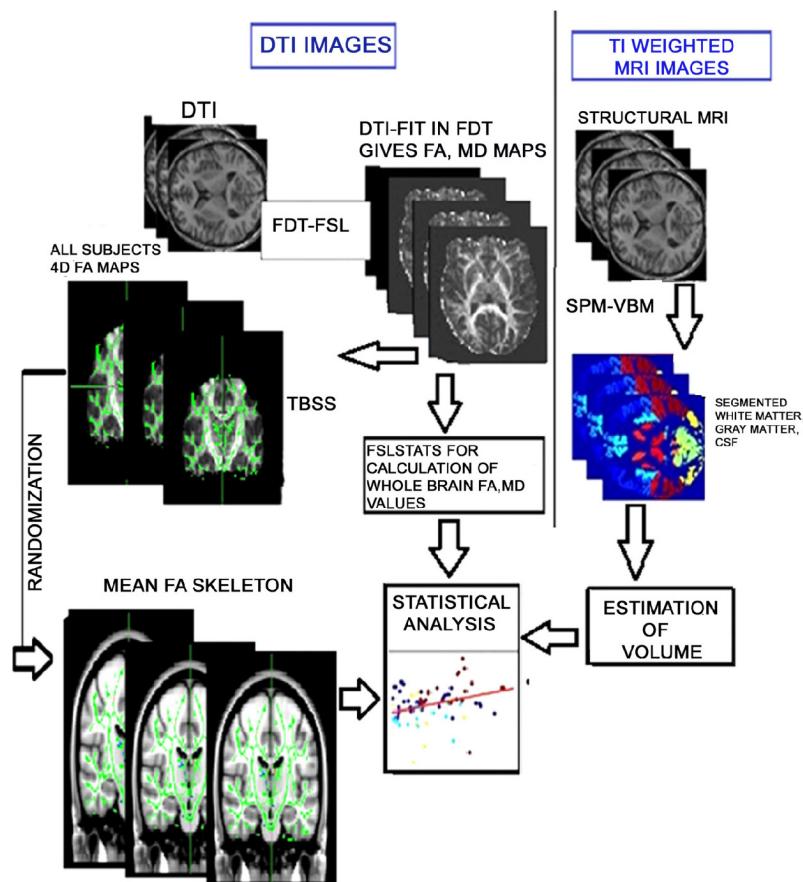 DTI IMAGES
TI WEIGHTED
MRI IMAGES
DTI
DTI-FIT IN FDT
GIVES FA, MD MAPS
STRUCTURAL MRI
FDT-FSL
ALL SUBJECTS
4D FA MAPS
SPM-VBM
TBSS
SEGMENTED
WHITE MATTER
GRAY MATTER,
CSF
FSLSTATS FOR
CALCULATION OF
WHOLE BRAIN FA,MD
VALUES
RANDOMIZATION
MEAN FA SKELETON
STATISTICAL
ANALYSIS
ESTIMATION
OF
VOLUME